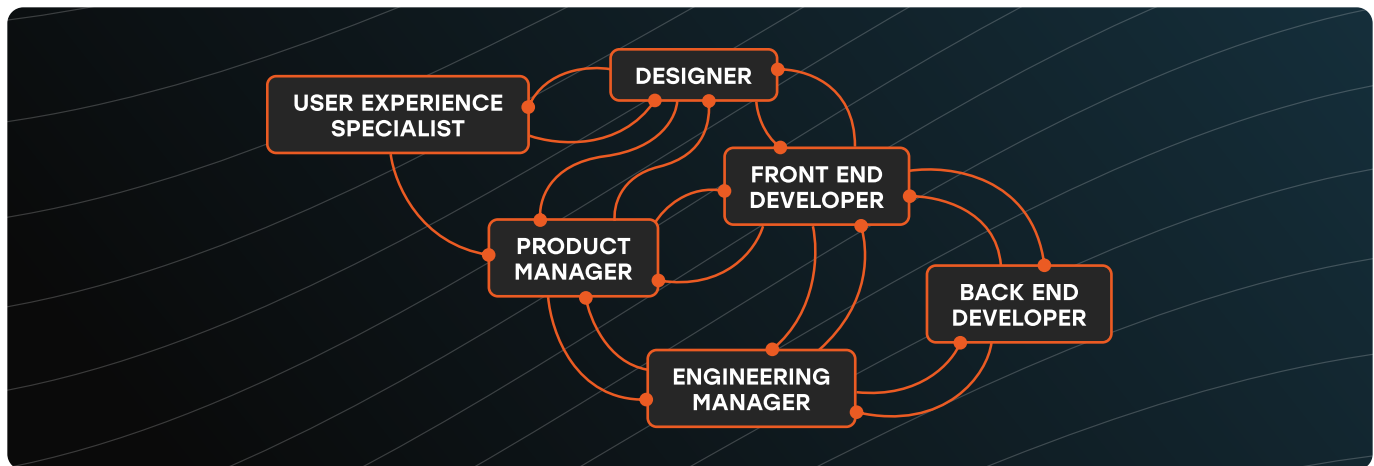 DESIGNER
USER EXPERIENCE
SPECIALIST
FRONT END
DEVELOPER
PRODUCT
MANAGER
BACK END
DEVELOPER
ENGINEERING
MANAGER